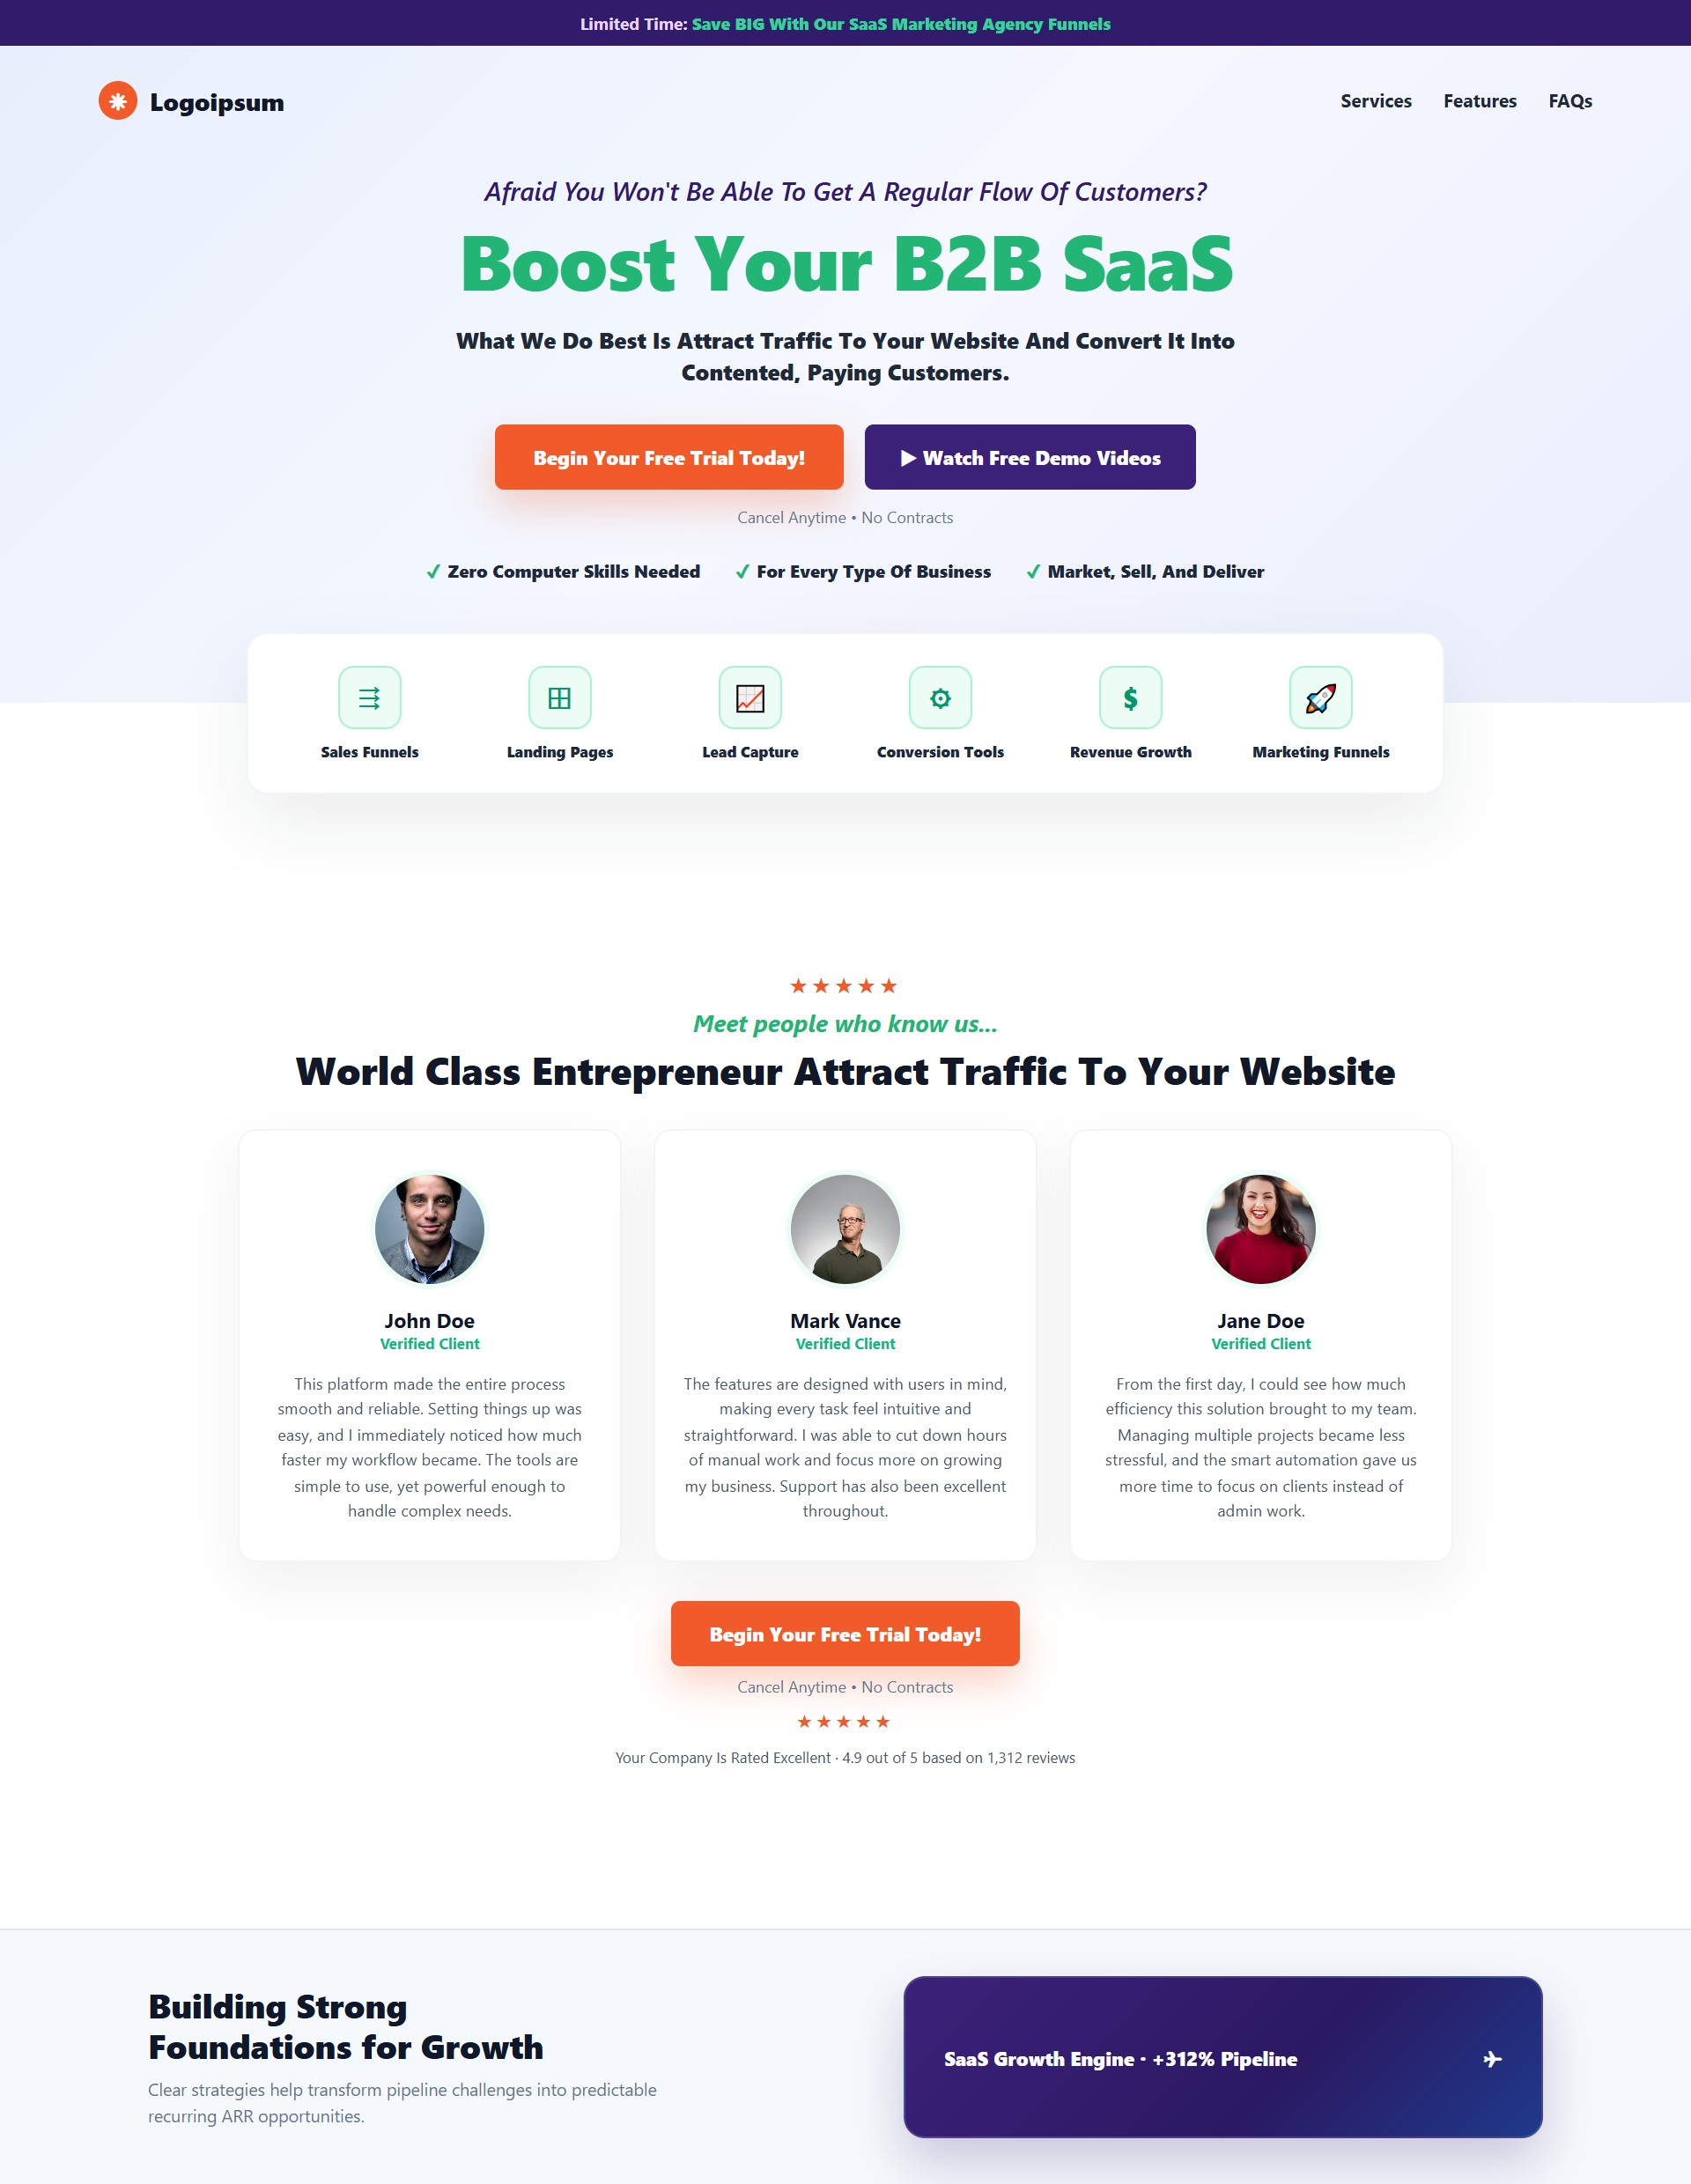 Limited Time: Save BIG With Our SaaS Marketing Agency Funnels
Logoipsum
Services Features FAQs
Afraid You Won't Be Able To Get A Regular Flow Of Customers?
Boost Your B2B SaaS
What We Do Best Is Attract Traffic To Your Website And Convert It Into
Contented, Paying Customers.
Begin Your Free Trial Today!
▶ Watch Free Demo Videos
Cancel Anytime • No Contracts
✓ Zero Computer Skills Needed
✓ For Every Type Of Business
✓ Market, Sell, And Deliver
Sales Funnels
Landing Pages
Lead Capture
Conversion Tools
$
Revenue Growth
Marketing Funnels
★★★★★
Meet people who know us...
World Class Entrepreneur Attract Traffic To Your Website
John Doe
Verified Client
This platform made the entire process
smooth and reliable. Setting things up was
easy, and I immediately noticed how much
faster my workflow became. The tools are
simple to use, yet powerful enough to
handle complex needs.
Mark Vance
Verified Client
The features are designed with users in mind,
making every task feel intuitive and
straightforward. I was able to cut down hours
of manual work and focus more on growing
my business. Support has also been excellent
throughout.
Jane Doe
Verified Client
From the first day, I could see how much
efficiency this solution brought to my team.
Managing multiple projects became less
stressful, and the smart automation gave us
more time to focus on clients instead of
admin work.
Begin Your Free Trial Today!
Cancel Anytime • No Contracts
★★★★★
Your Company Is Rated Excellent · 4.9 out of 5 based on 1,312 reviews
Building Strong
Foundations for Growth
Clear strategies help transform pipeline challenges into predictable
recurring ARR opportunities.
SaaS Growth Engine · +312% Pipeline